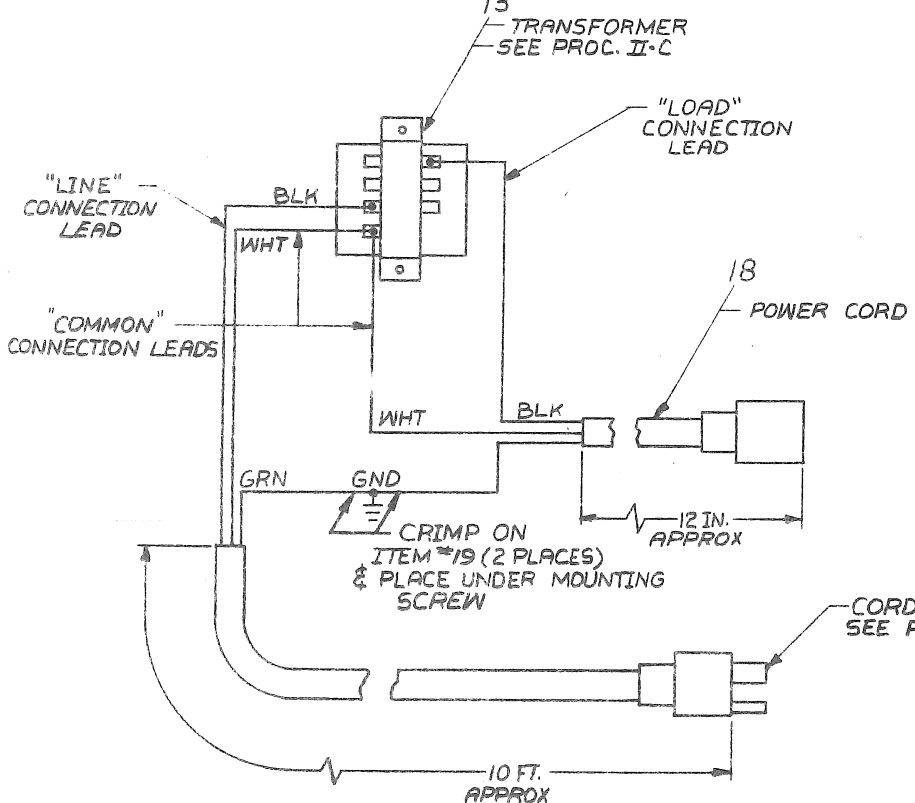 TRANSFORMER
SEE PROC. II-C
"LOAD"
CONNECTION
LEAD
"LINE"
CONNECTION
LEAD
BLK
WHT
18
POWER CORD
"COMMON"
CONNECTION LEADS
WHT
BLK
GRN
GND
12 IN.
APPROX
CRIMP ON
ITEM #19 (2 PLACES)
& PLACE UNDER MOUNTING
SCREW
CORD
SEE
10 FT.
APPROX